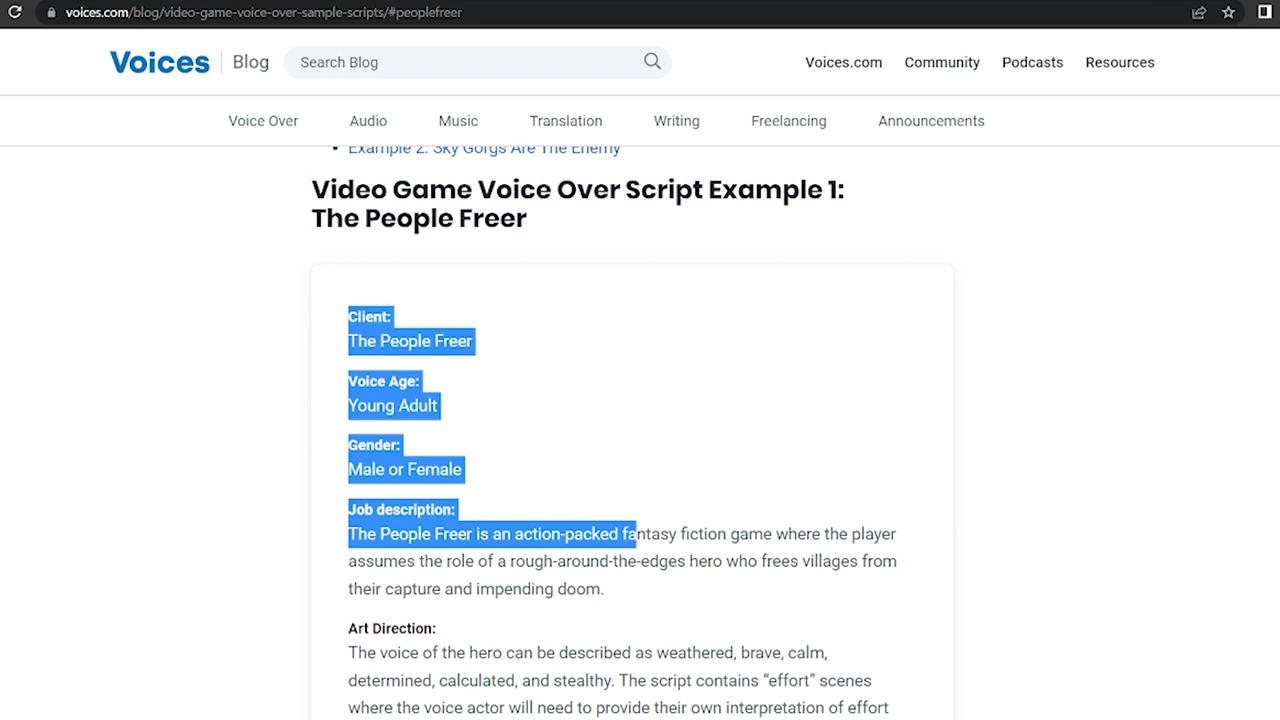 voices.com/blog/video-game-voice-over-sample-scripts/#peoplefreer
Voices Blog Search Blog Voices.com Community Podcasts Resources
Voice Over Audio Music Translation Writing Freelancing Announcements
• Example 2: Sky Gorgs Are The Enemy
Video Game Voice Over Script Example 1:
The People Freer
Client:
The People Freer
Voice Age:
Young Adult
Gender:
Male or Female
Job description:
The People Freer is an action-packed fantasy fiction game where the player
assumes the role of a rough-around-the-edges hero who frees villages from
their capture and impending doom.
Art Direction:
The voice of the hero can be described as weathered, brave, calm,
determined, calculated, and stealthy. The script contains “effort” scenes
where the voice actor will need to provide their own interpretation of effort